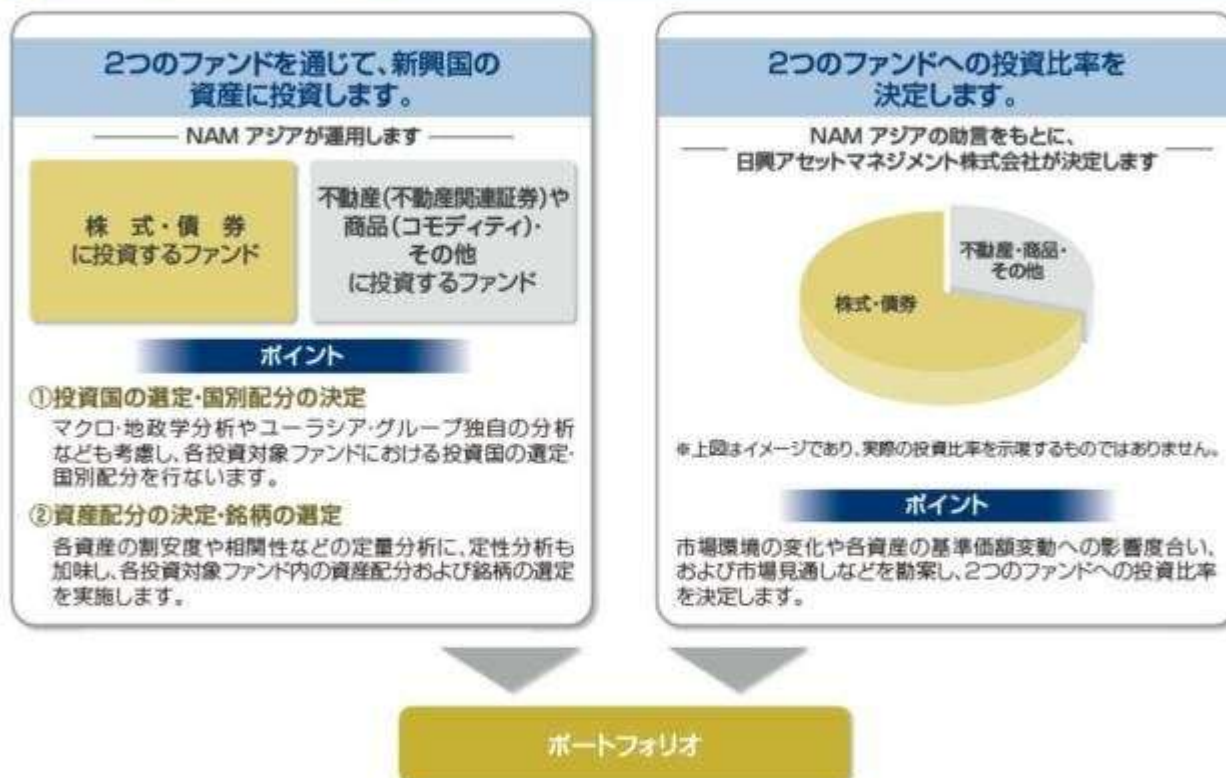 2つのファンドを通じて、新興国の
資産に投資します。
NAM アジアが運用します
株 式・債 券
に投資するファンド
不動産(不動産関連証券)や
商品(コモディティ)・
その他
に投資するファンド
ポイント
①投資国の選定・国別配分の決定
マクロ・地政学分析やユーラシア・グループ独自の分析
なども考慮し、各投資対象ファンドにおける投資国の選定・
国別配分を行ないます。
②資産配分の決定・銘柄の選定
各資産の割安度や相関性などの定量分析に、定性分析も
加味し、各投資対象ファンド内の資産配分および銘柄の選定
を実施します。
2つのファンドへの投資比率を
決定します。
NAM アジアの助言をもとに、
日興アセットマネジメント株式会社が決定します
不動産・商品・
その他
株式・債券
※上図はイメージであり、実際の投資比率を示唆するものではありません。
ポイント
市場環境の変化や各資産の基準価額変動への影響度合い、
および市場見通しなどを勘案し、2つのファンドへの投資比率
を決定します。
ポートフォリオ